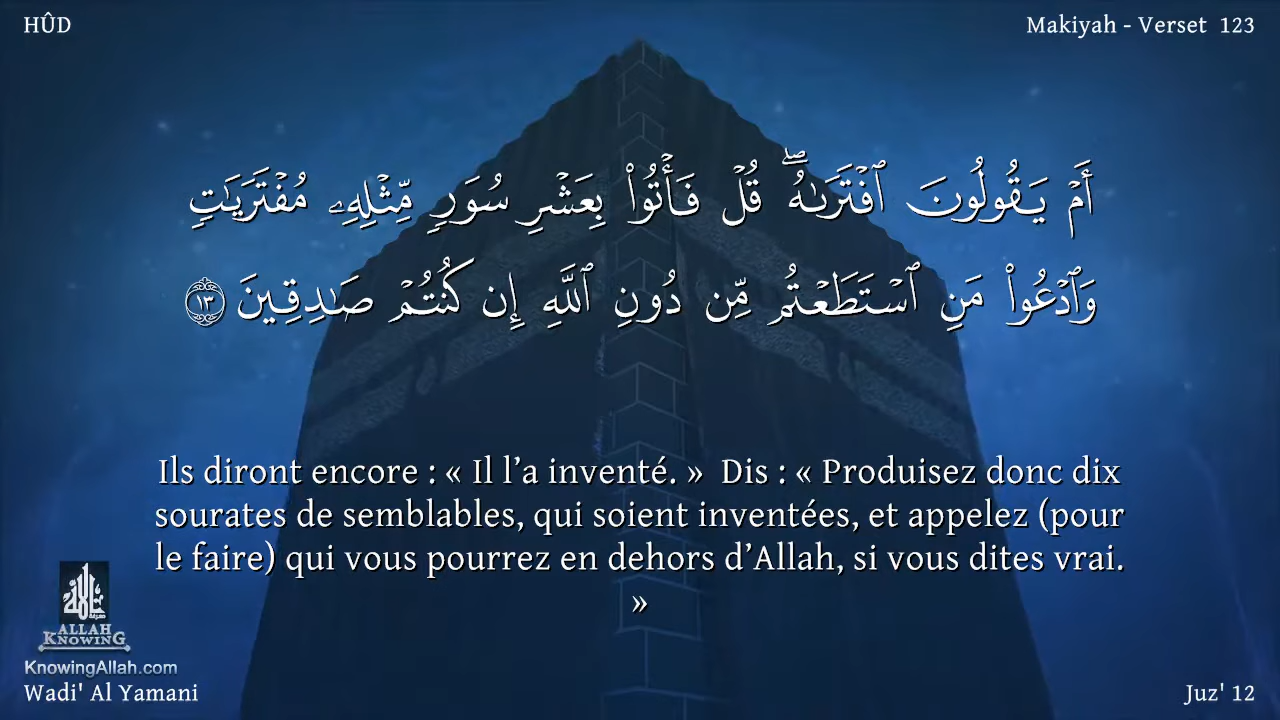 HÛD
Makiyah - Verset 123
أَمْ يَقُولُونَ ٱفْتَرَىٰهُ ۖ قُلْ فَأْتُوا۟ بِعَشْرِ سُوَرٍ مِّثْلِهِۦ مُفْتَرَيَٰتٍ
وَٱدْعُوا۟ مَنِ ٱسْتَطَعْتُم مِّن دُونِ ٱللَّهِ إِن كُنتُمْ صَٰدِقِينَ ١٣
Ils diront encore : « Il l’a inventé. » Dis : « Produisez donc dix
sourates de semblables, qui soient inventées, et appelez (pour
le faire) qui vous pourrez en dehors d’Allah, si vous dites vrai.
»
ALLAH
KNOWING
KnowingAllah.com
Wadi' Al Yamani
Juz' 12